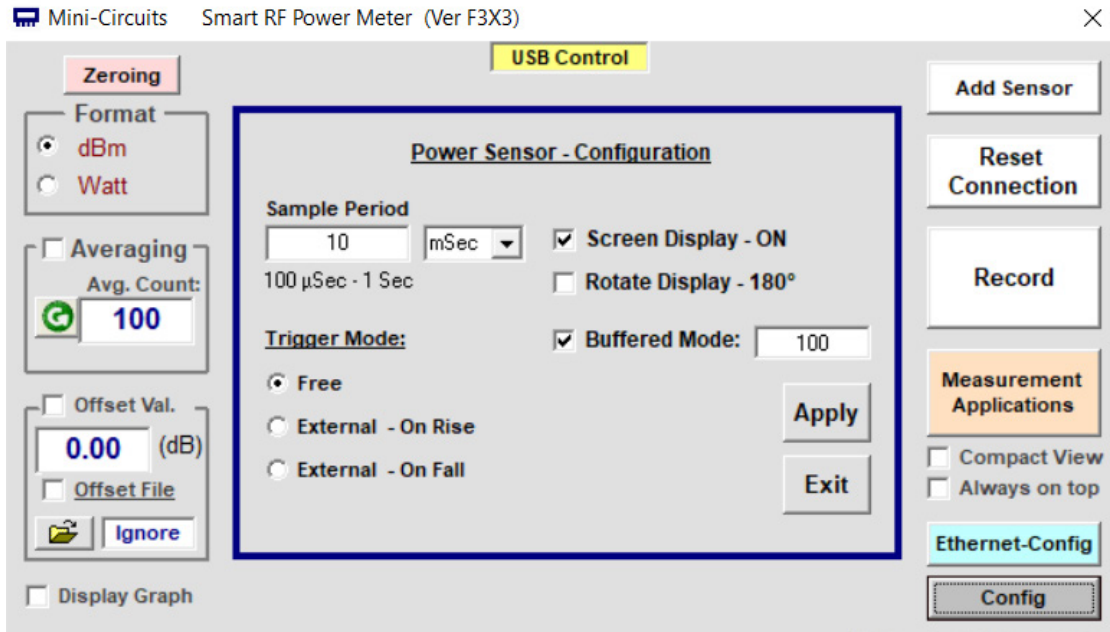 Mini-Circuits Smart RF Power Meter (Ver F3X3)
USB Control
Zeroing
Format
dBm
Watt
Averaging
Avg. Count:
100
Offset Val.
0.00 (dB)
Offset File
Ignore
Display Graph
Power Sensor - Configuration
Sample Period
10 mSec
100 µSec - 1 Sec
Trigger Mode:
Free
External - On Rise
External - On Fall
Screen Display - ON
Rotate Display - 180°
Buffered Mode: 100
Apply
Exit
Add Sensor
Reset
Connection
Record
Measurement
Applications
Compact View
Always on top
Ethernet-Config
Config